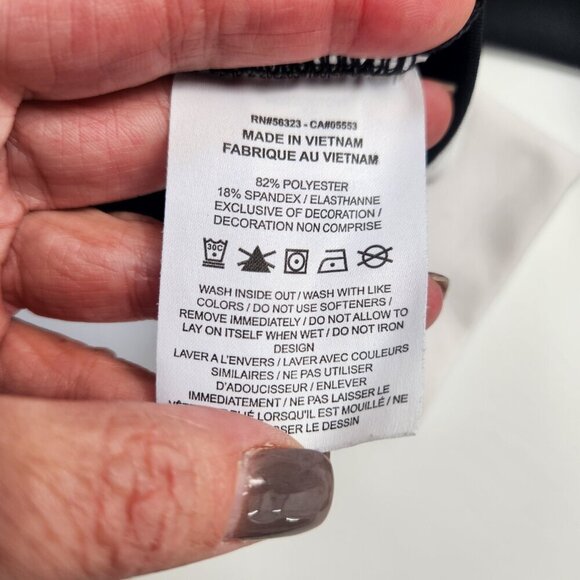 RN#56323 - CA#05553
MADE IN VIETNAM
FABRIQUE AU VIETNAM
82% POLYESTER
18% SPANDEX / ELASTHANNE
EXCLUSIVE OF DECORATION /
DECORATION NON COMPRISE
30C
WASH INSIDE OUT / WASH WITH LIKE
COLORS / DO NOT USE SOFTENERS /
REMOVE IMMEDIATELY / DO NOT ALLOW TO
LAY ON ITSELF WHEN WET / DO NOT IRON
DESIGN
LAVER A L'ENVERS / LAVER AVEC COULEURS
SIMILAIRES / NE PAS UTILISER
D'ADOUCISSEUR / ENLEVER
IMMEDIATEMENT / NE PAS LAISSER LE
LORSQU'IL EST MOUILLÉ / NE
SER LE DESSIN